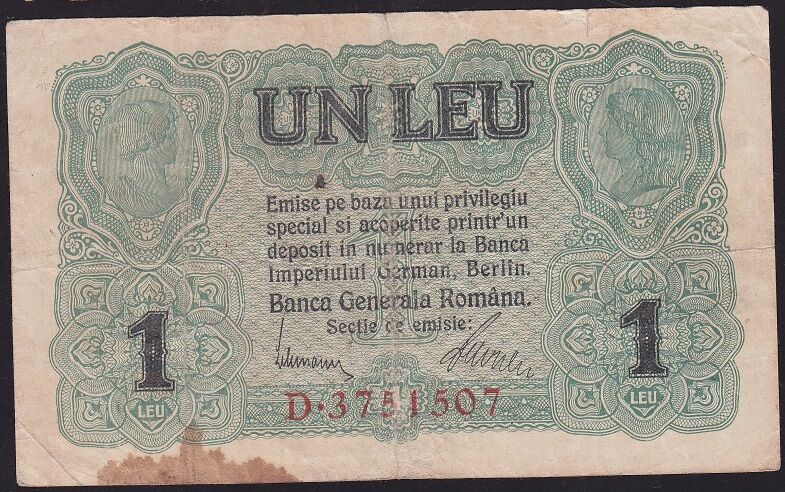 UN LEU
Emise pe baza unui privilegiu
special si acoperite printr'un
deposit in numerar la Banca
Imperiului German, Berlin.
Banca Generala Româna.
Sectie de emisie:
1
1
LEU
LEU
D·3751507